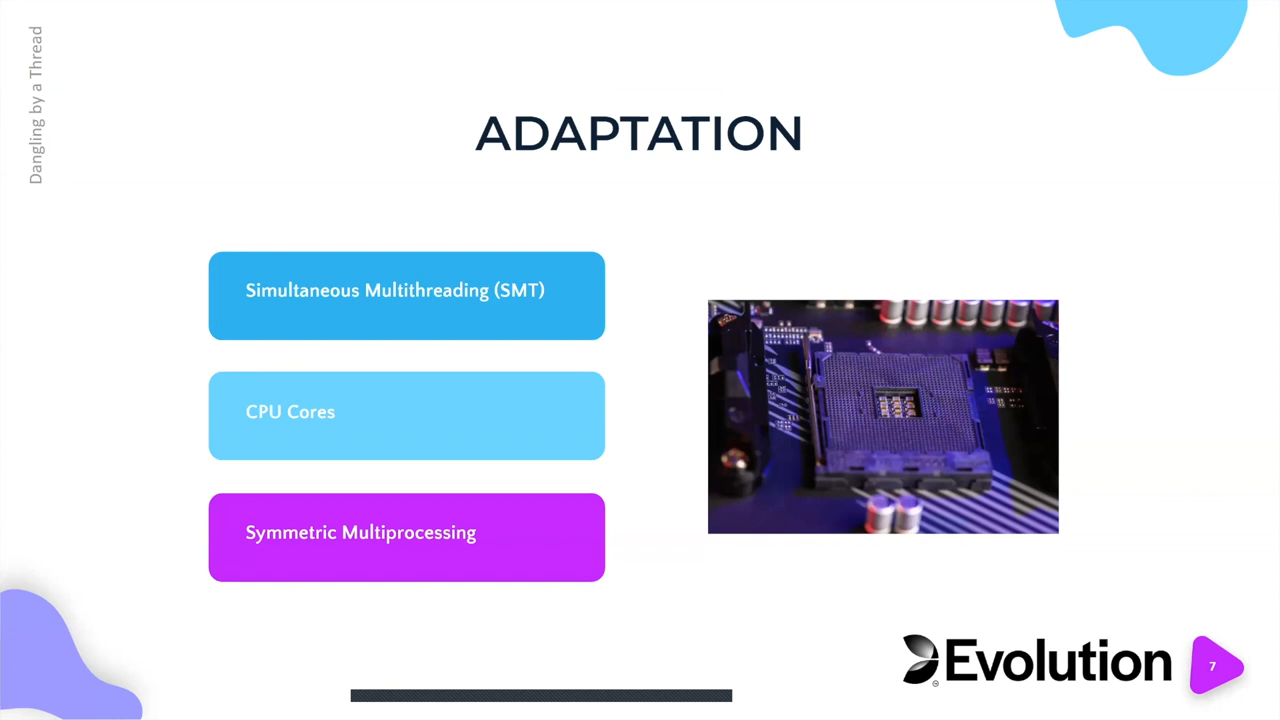 Dangling by a Thread
ADAPTATION
Simultaneous Multithreading (SMT)
CPU Cores
Symmetric Multiprocessing
Evolution
7